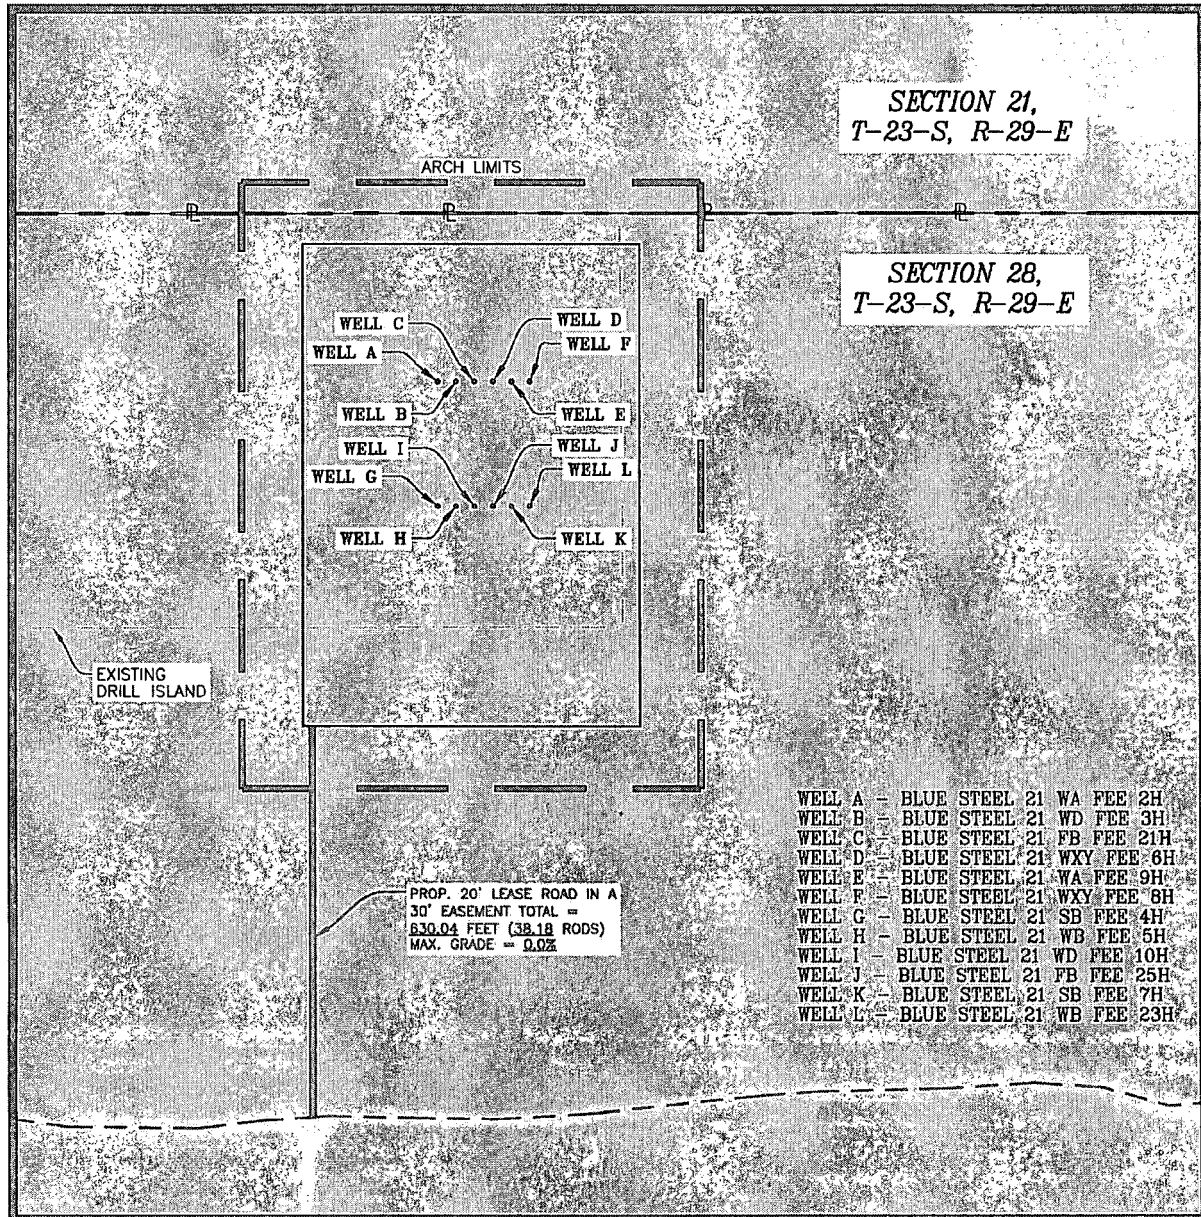 SECTION 21,
T-23-S, R-29-E
ARCH LIMITS
PL
PL
PL
PL
SECTION 28,
T-23-S, R-29-E
WELL C
WELL D
WELL A
WELL F
WELL B
WELL E
WELL I
WELL J
WELL G
WELL L
WELL H
WELL K
EXISTING
DRILL ISLAND
WELL A - BLUE STEEL 21 WA FEE 2H
WELL B - BLUE STEEL 21 WD FEE 3H
WELL C - BLUE STEEL 21 FB FEE 21H
WELL D - BLUE STEEL 21 WXY FEE 6H
WELL E - BLUE STEEL 21 WA FEE 9H
WELL F - BLUE STEEL 21 WXY FEE 8H
WELL G - BLUE STEEL 21 SB FEE 4H
WELL H - BLUE STEEL 21 WB FEE 5H
WELL I - BLUE STEEL 21 WD FEE 10H
WELL J - BLUE STEEL 21 FB FEE 25H
WELL K - BLUE STEEL 21 SB FEE 7H
WELL L - BLUE STEEL 21 WB FEE 23H
PROP. 20' LEASE ROAD IN A
30' EASEMENT TOTAL =
630.04 FEET (38.18 RODS)
MAX. GRADE = 0.0%